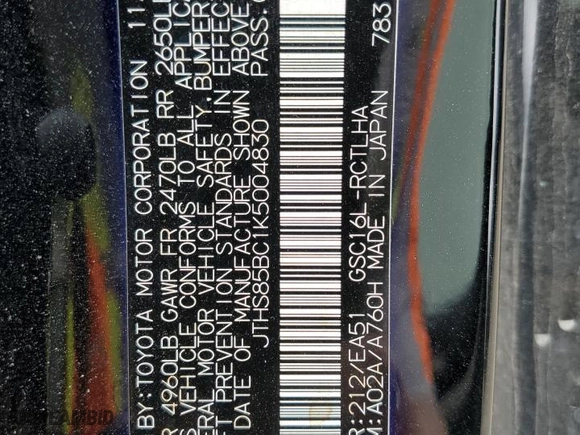 BY:TOYOTA MOTOR CORPORATION 11
4960LB GAWR FR 2470LB RR 2650L
VEHICLE CONFORMS TO ALL APPLIC
MOTOR VEHICLE SAFETY, BUMPER
PREVENTION STANDARDS IN EFFEC
DATE OF MANUFACTURE SHOWN ABOVE
JTHS85BC1K5004830 PASS.
:212/EA51 GSC16L-RCTLHA
:A02A/A760H MADE IN JAPAN 783